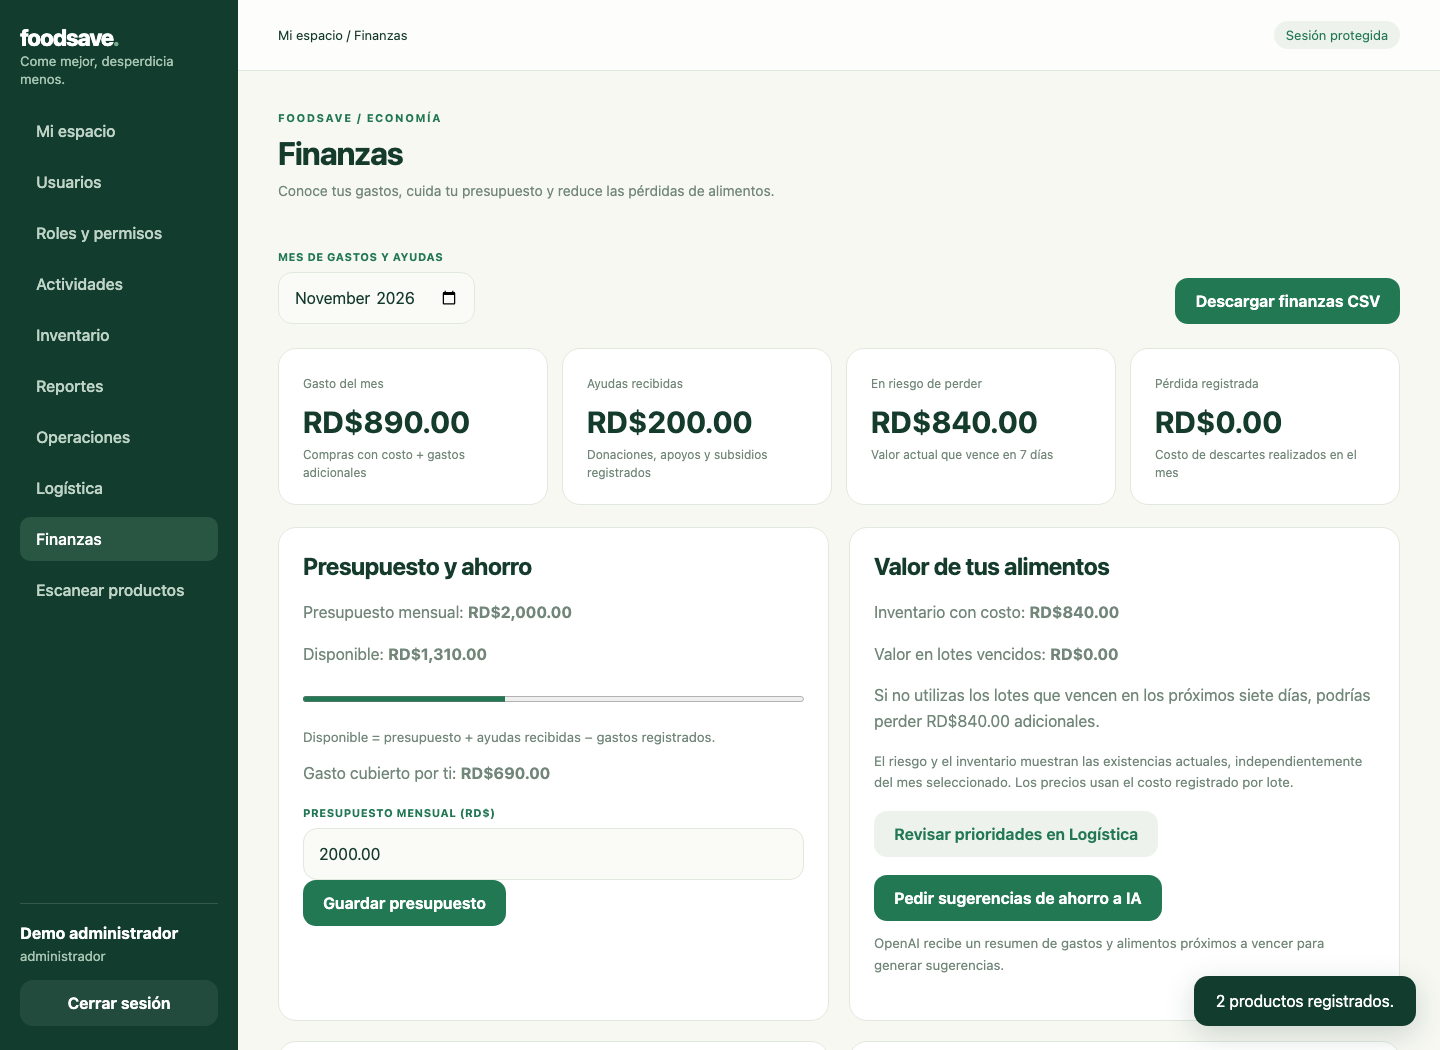 foodsave.
Come mejor, desperdicia
menos.
Mi espacio
Usuarios
Roles y permisos
Actividades
Inventario
Reportes
Operaciones
Logística
Finanzas
Escanear productos
Demo administrador
administrador
Cerrar sesión
Mi espacio / Finanzas
Sesión protegida
FOODSAVE / ECONOMÍA
Finanzas
Conoce tus gastos, cuida tu presupuesto y reduce las pérdidas de alimentos.
MES DE GASTOS Y AYUDAS
November 2026
Descargar finanzas CSV
Gasto del mes
RD$890.00
Compras con costo + gastos
adicionales
Ayudas recibidas
RD$200.00
Donaciones, apoyos y subsidios
registrados
En riesgo de perder
RD$840.00
Valor actual que vence en 7 días
Pérdida registrada
RD$0.00
Costo de descartes realizados en el
mes
Presupuesto y ahorro
Presupuesto mensual: RD$2,000.00
Disponible: RD$1,310.00
Disponible = presupuesto + ayudas recibidas − gastos registrados.
Gasto cubierto por ti: RD$690.00
PRESUPUESTO MENSUAL (RD$)
2000.00
Guardar presupuesto
Valor de tus alimentos
Inventario con costo: RD$840.00
Valor en lotes vencidos: RD$0.00
Si no utilizas los lotes que vencen en los próximos siete días, podrías
perder RD$840.00 adicionales.
El riesgo y el inventario muestran las existencias actuales, independientemente
del mes seleccionado. Los precios usan el costo registrado por lote.
Revisar prioridades en Logística
Pedir sugerencias de ahorro a IA
OpenAI recibe un resumen de gastos y alimentos próximos a vencer para
generar sugerencias.
2 productos registrados.